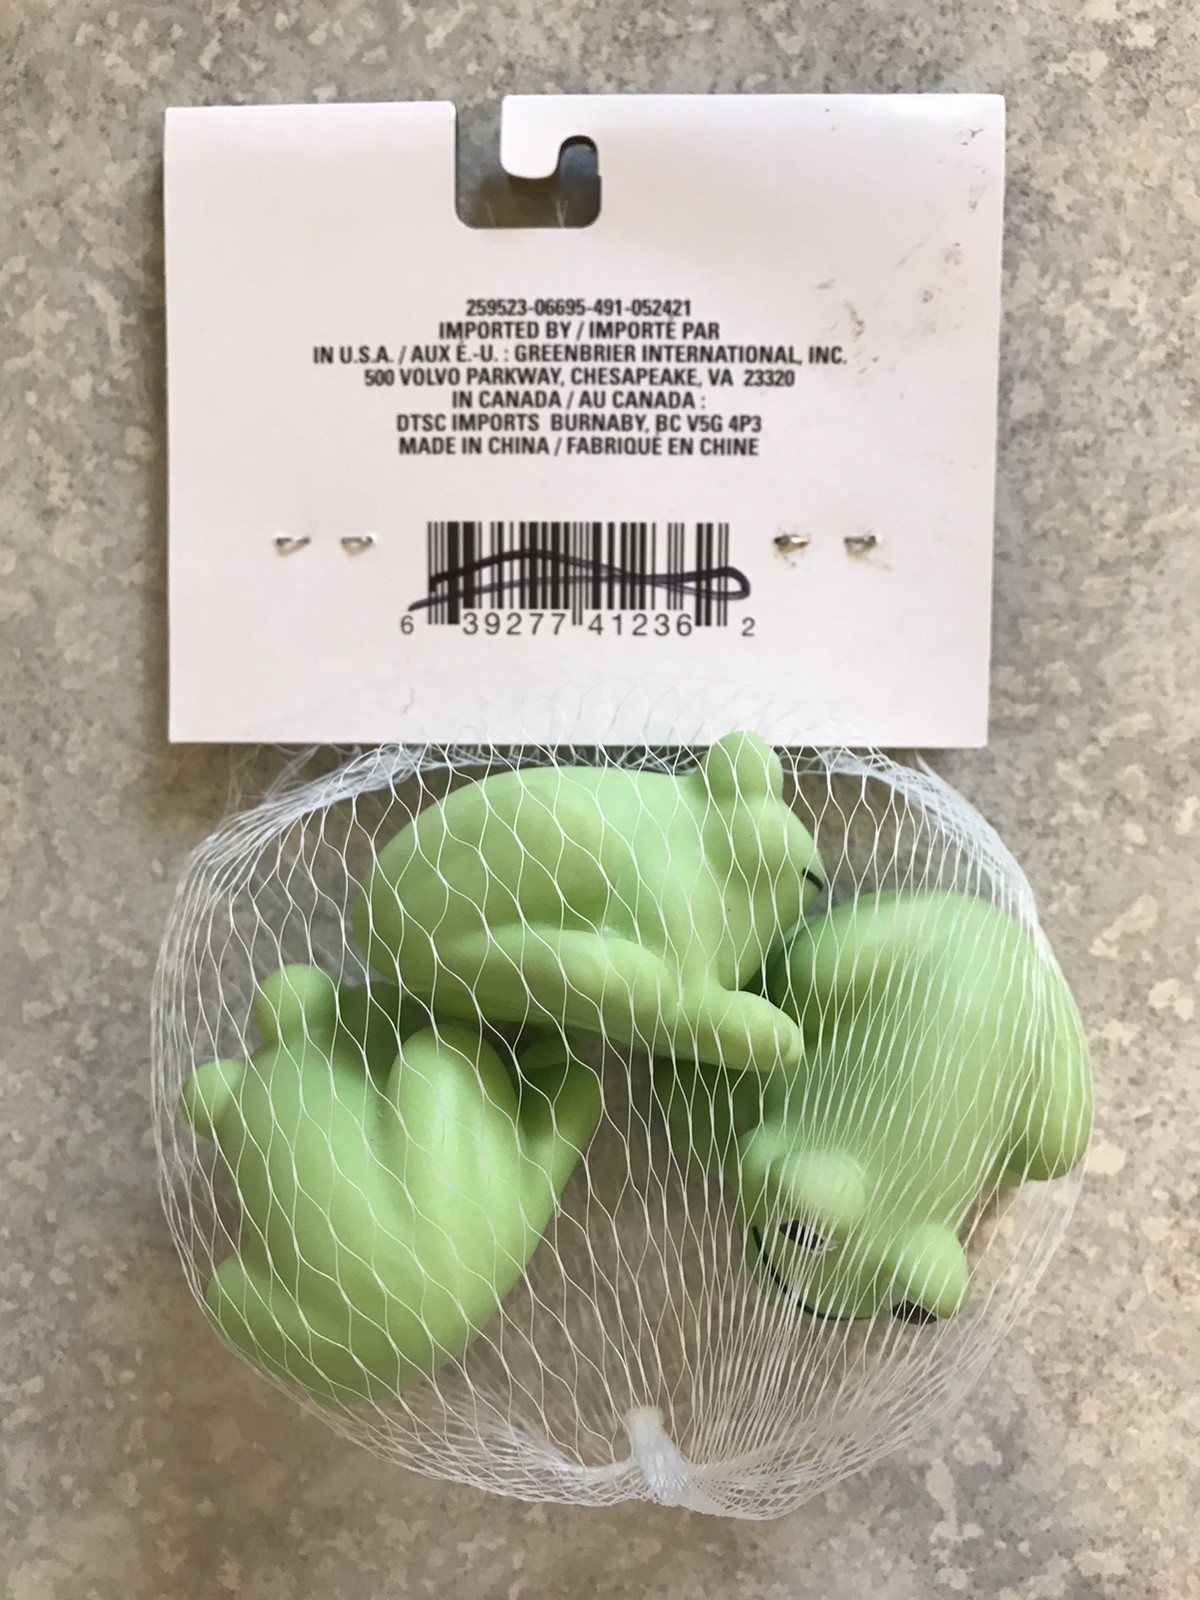 259523-06695-491-052421
IMPORTED BY / IMPORTÉ PAR
IN U.S.A. / AUX É.-U. : GREENBRIER INTERNATIONAL, INC.
500 VOLVO PARKWAY, CHESAPEAKE, VA 23320
IN CANADA / AU CANADA :
DTSC IMPORTS BURNABY, BC V5G 4P3
MADE IN CHINA / FABRIQUÉ EN CHINE
6 39277 41236 2